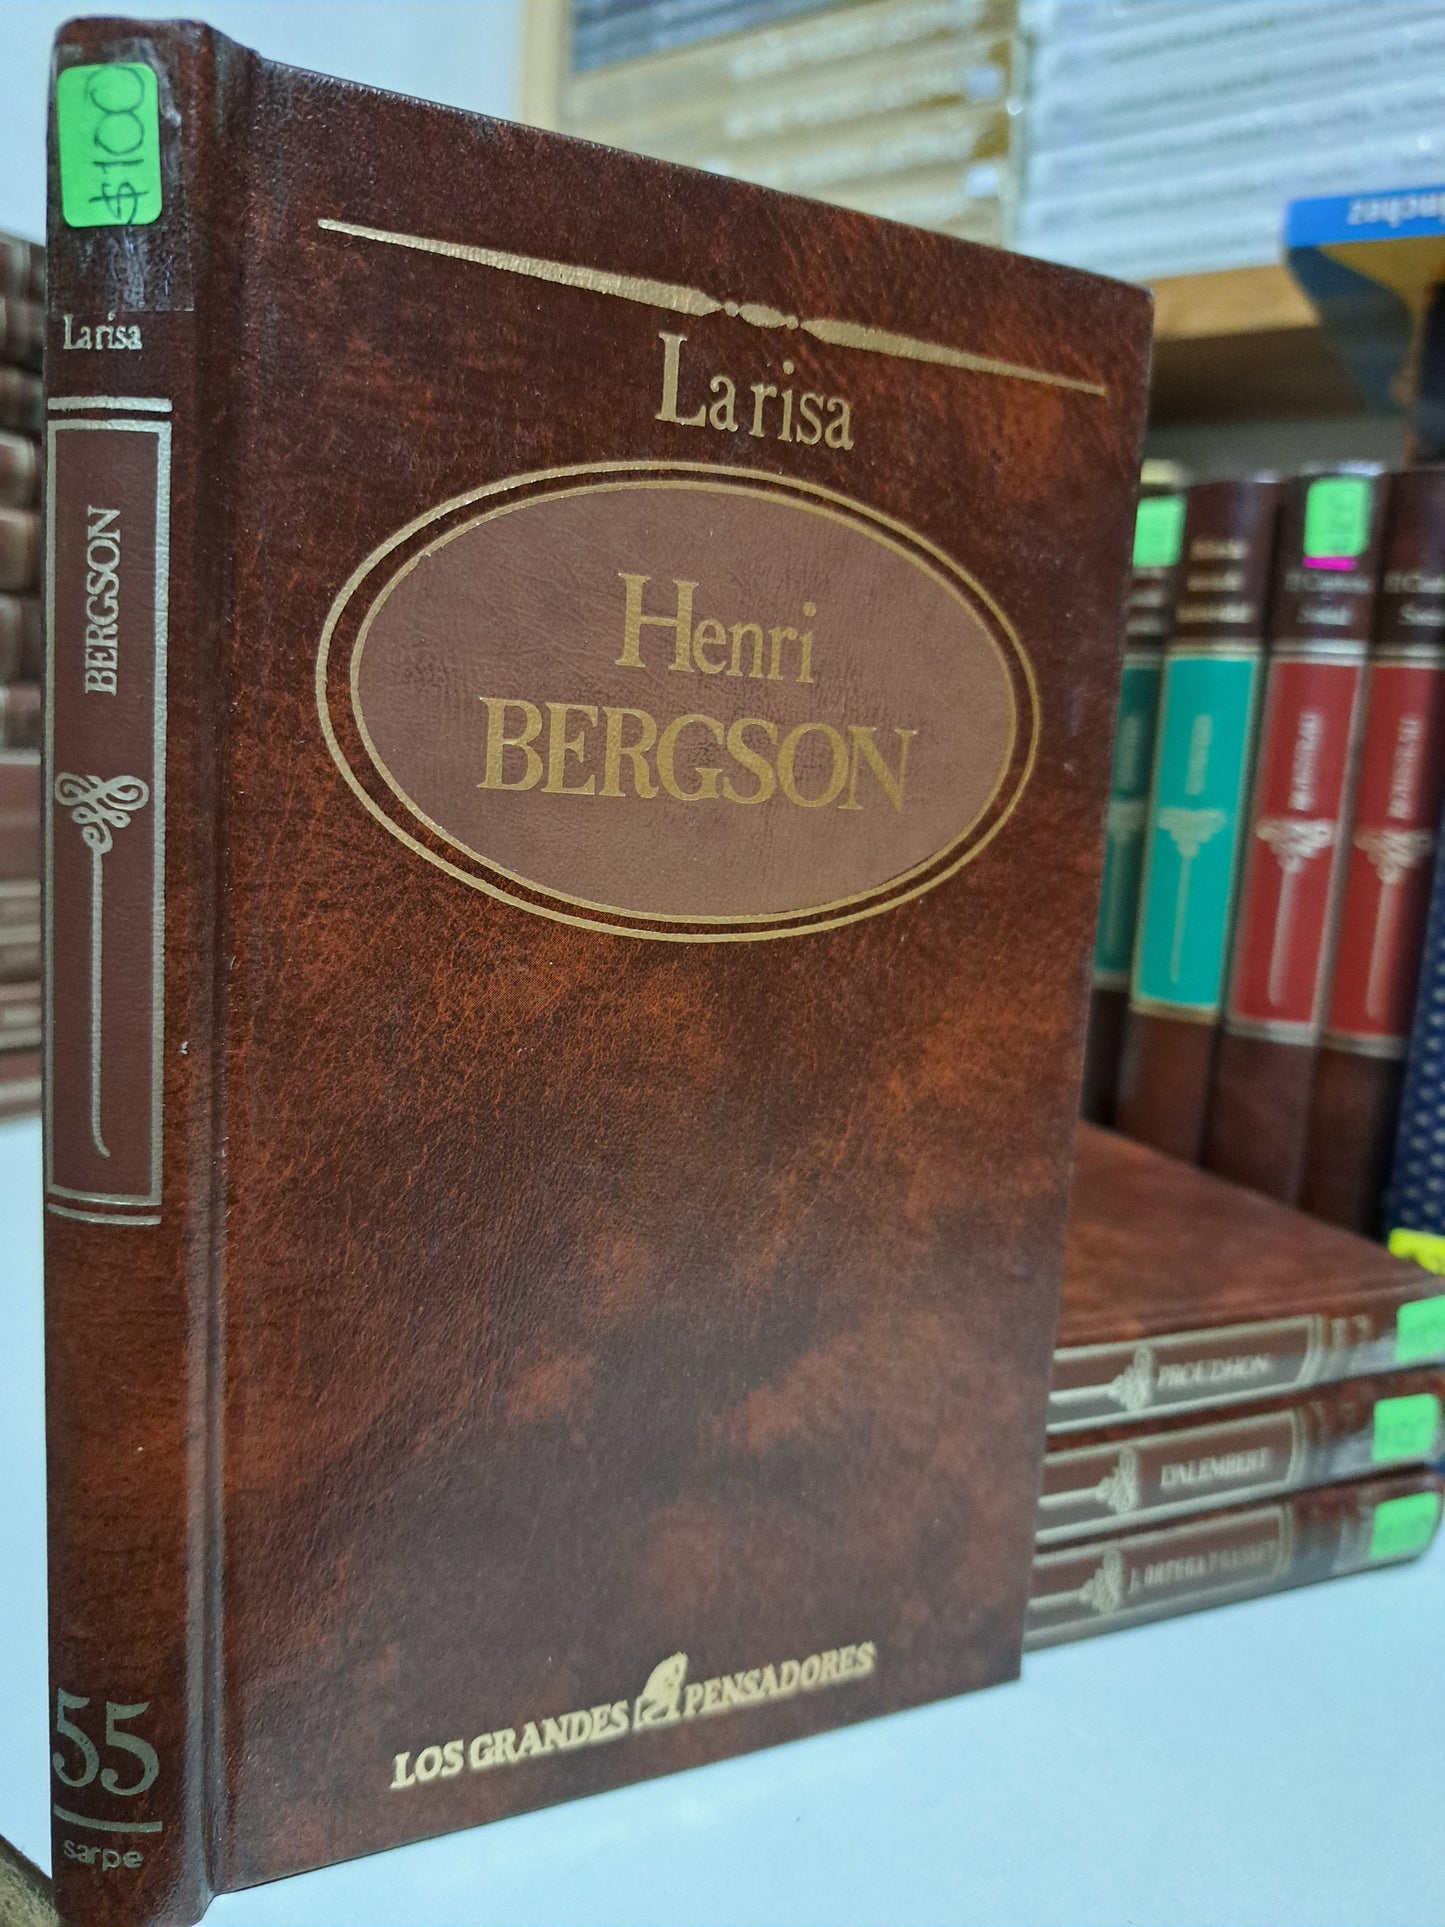 $100
La risa
BERGSON
55
sarpe
La risa
Henri
BERGSON
LOS GRANDES PENSADORES
PROUDHON
D'ALEMBERT
J. ORTEGA Y GASSET